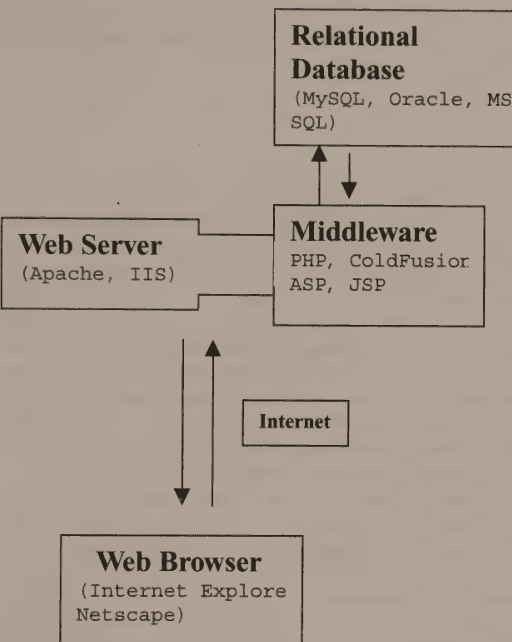 Relational
Database
(MySQL, Oracle, MS
SQL)
Web Server
(Apache, IIS)
Middleware
PHP, ColdFusion
ASP, JSP
Internet
Web Browser
(Internet Explore
Netscape)